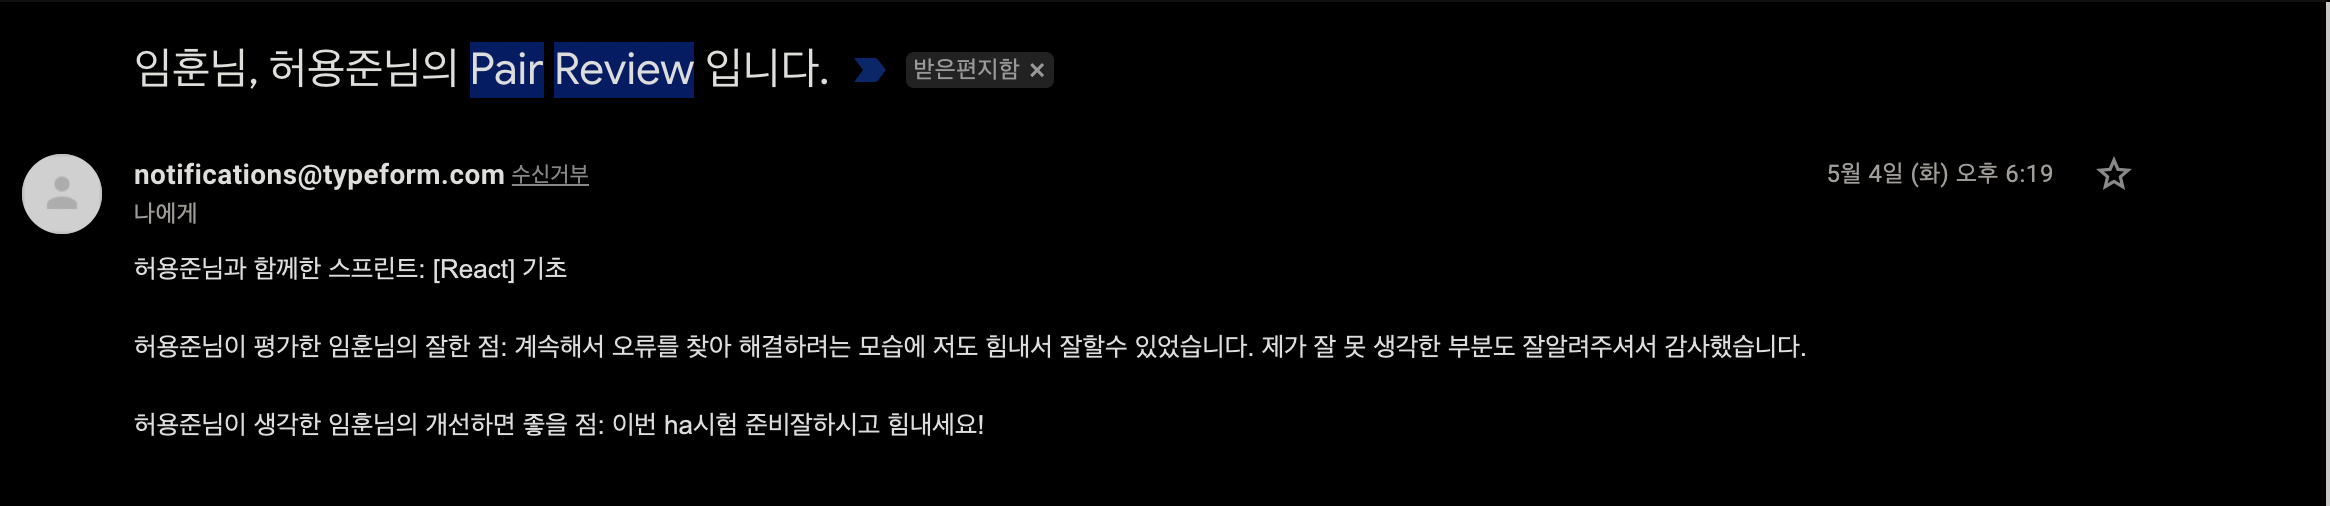 임훈님, 허용준님의 Pair Review 입니다. 받은편지함 ×
notifications@typeform.com 수신거부 5월 4일 (화) 오후 6:19
나에게
허용준님과 함께한 스프린트: [React] 기초
허용준님이 평가한 임훈님의 잘한 점: 계속해서 오류를 찾아 해결하려는 모습에 저도 힘내서 잘할수 있었습니다. 제가 잘 못 생각한 부분도 잘알려주셔서 감사했습니다.
허용준님이 생각한 임훈님의 개선하면 좋을 점: 이번 ha시험 준비잘하시고 힘내세요!